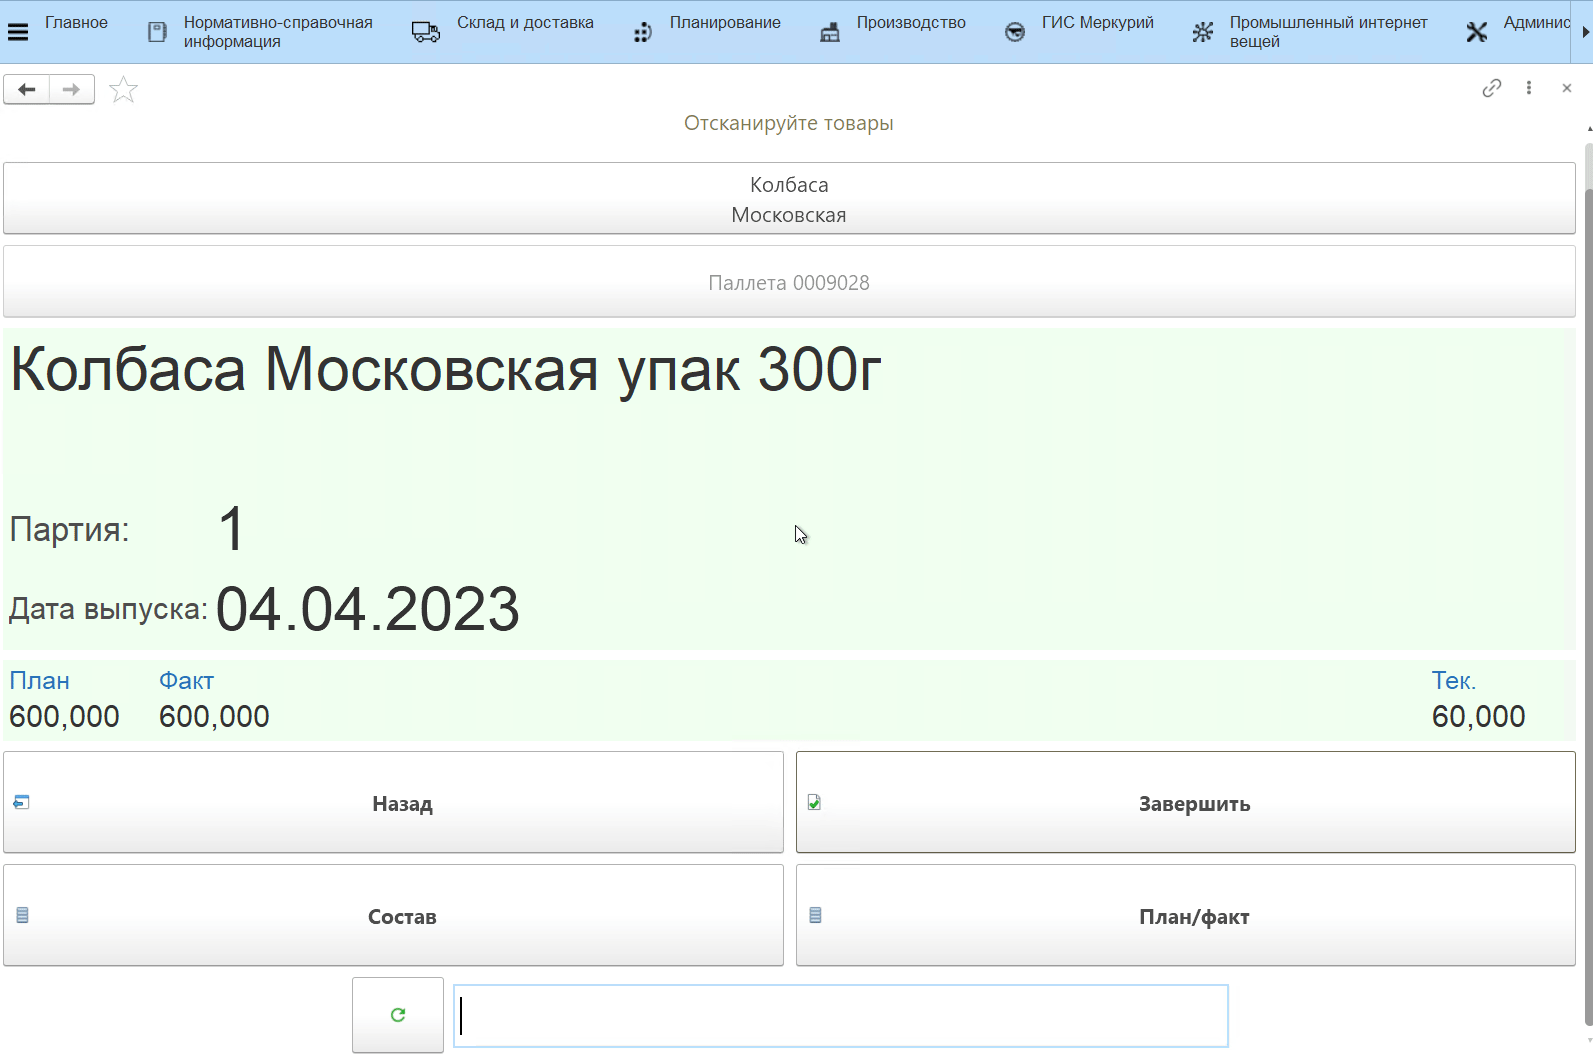 Главное
Нормативно-справочная
информация
Склад и доставка
Планирование
Производство
ГИС Меркурий
Промышленный интернет
вещей
Админис
Отсканируйте товары
Колбаса
Московская
Паллета 0009028
Колбаса Московская упак 300г
Партия: 1
Дата выпуска: 04.04.2023
План Факт Тек.
600,000 600,000 60,000
Назад Завершить
Состав План/факт